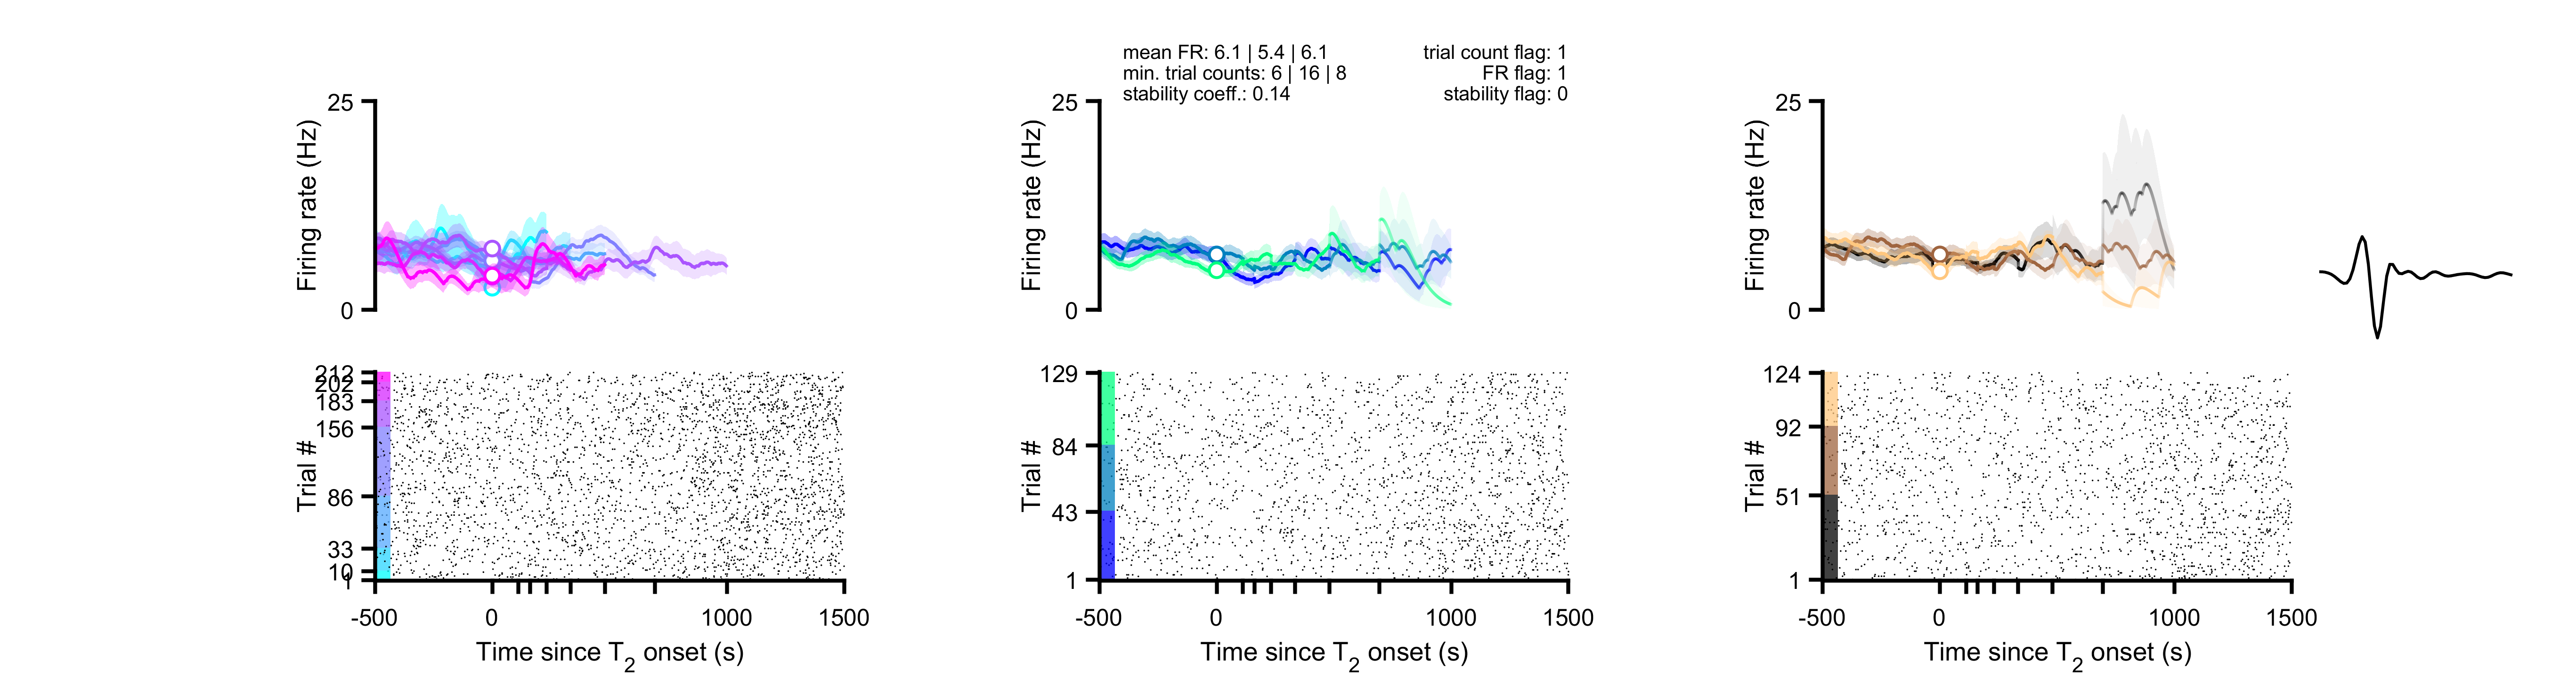 mean FR: 6.1 | 5.4 | 6.1
min. trial counts: 6 | 16 | 8
stability coeff.: 0.14
trial count flag: 1
FR flag: 1
stability flag: 0
25
0
Firing rate (Hz)
25
0
Firing rate (Hz)
25
0
Firing rate (Hz)
212
202
183
156
86
33
10
1
Trial #
-500 0 1000 1500
Time since T2 onset (s)
129
84
43
1
Trial #
-500 0 1000 1500
Time since T2 onset (s)
124
92
51
1
Trial #
-500 0 1000 1500
Time since T2 onset (s)